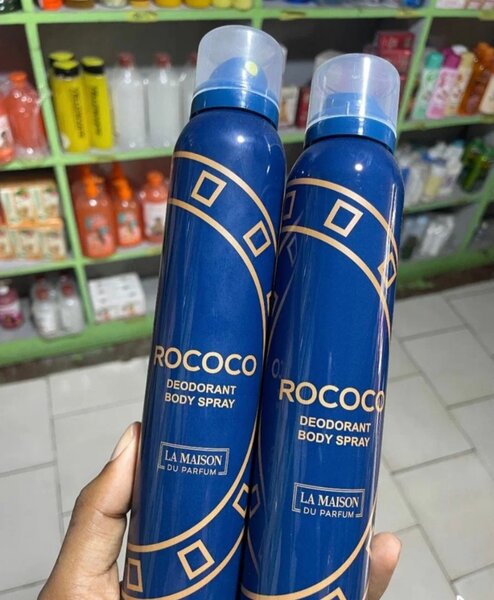 ROCOCO
DEODORANT
BODY SPRAY
LA MAISON
DU PARFUM
ROCOCO
DEODORANT
BODY SPRAY
LA MAISON
DU PARFUM